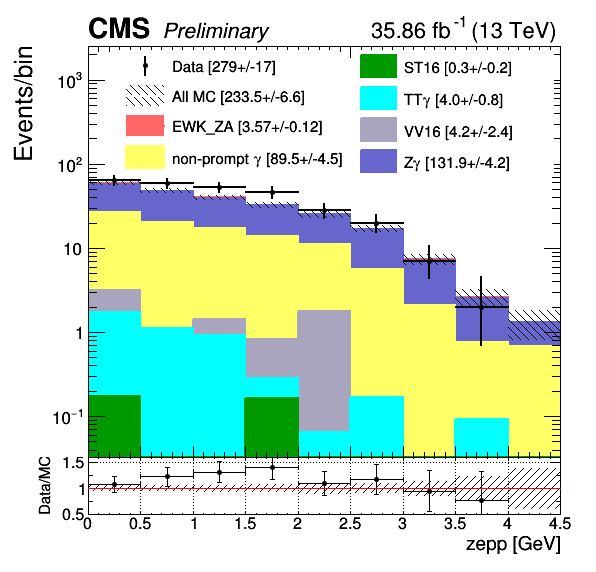 CMS Preliminary 35.86 fb⁻¹ (13 TeV)
Events/bin
Data [279+/-17]
All MC [233.5+/-6.6]
EWK_ZA [3.57+/-0.12]
non-prompt γ [89.5+/-4.5]
ST16 [0.3+/-0.2]
TTγ [4.0+/-0.8]
VV16 [4.2+/-2.4]
Zγ [131.9+/-4.2]
10³
10²
10
1
10⁻¹
Data/MC
1.5
1
0.5
0 0.5 1 1.5 2 2.5 3 3.5 4 4.5
zepp [GeV]